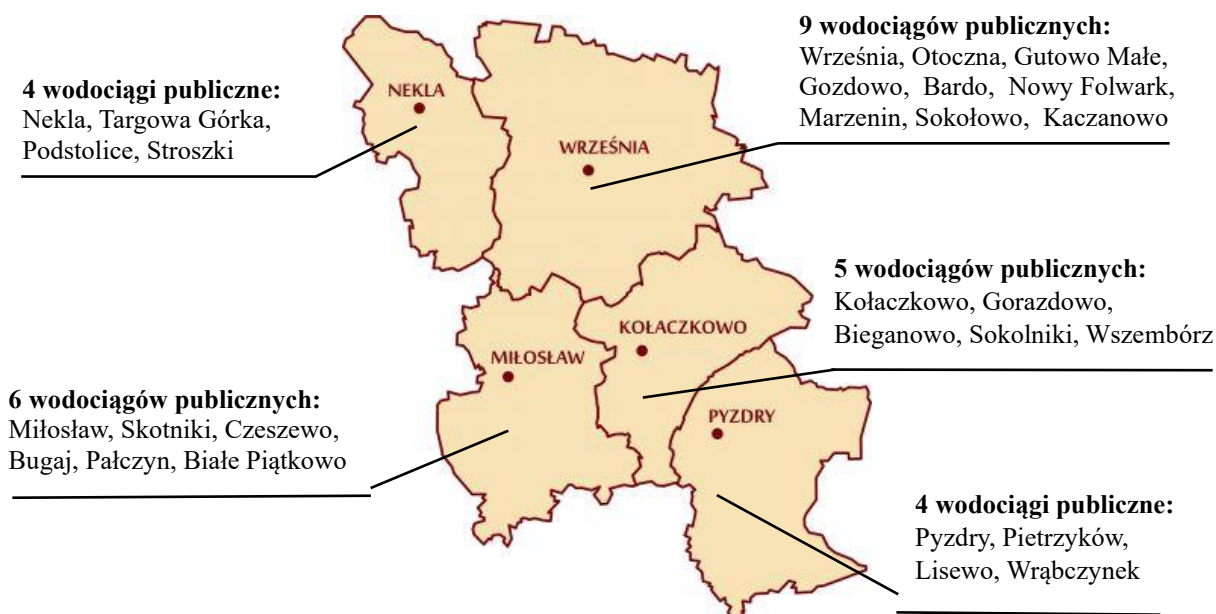 9 wodociągów publicznych:
Września, Otoczna, Gutowo Małe,
Gozdowo, Bardo, Nowy Folwark,
Marzenin, Sokołowo, Kaczanowo
4 wodociągi publiczne:
Nekla, Targowa Górka,
Podstolice, Stroszki
NEKLA
WRZEŚNIA
5 wodociągów publicznych:
Kołaczkowo, Gorazdowo,
Bieganowo, Sokolniki, Wszembórz
KOŁACZKOWO
MIŁOSŁAW
6 wodociągów publicznych:
Miłosław, Skotniki, Czeszewo,
Bugaj, Pałczyn, Białe Piątkowo
PYZDRY
4 wodociągi publiczne:
Pyzdry, Pietrzyków,
Lisewo, Wrąbczynek